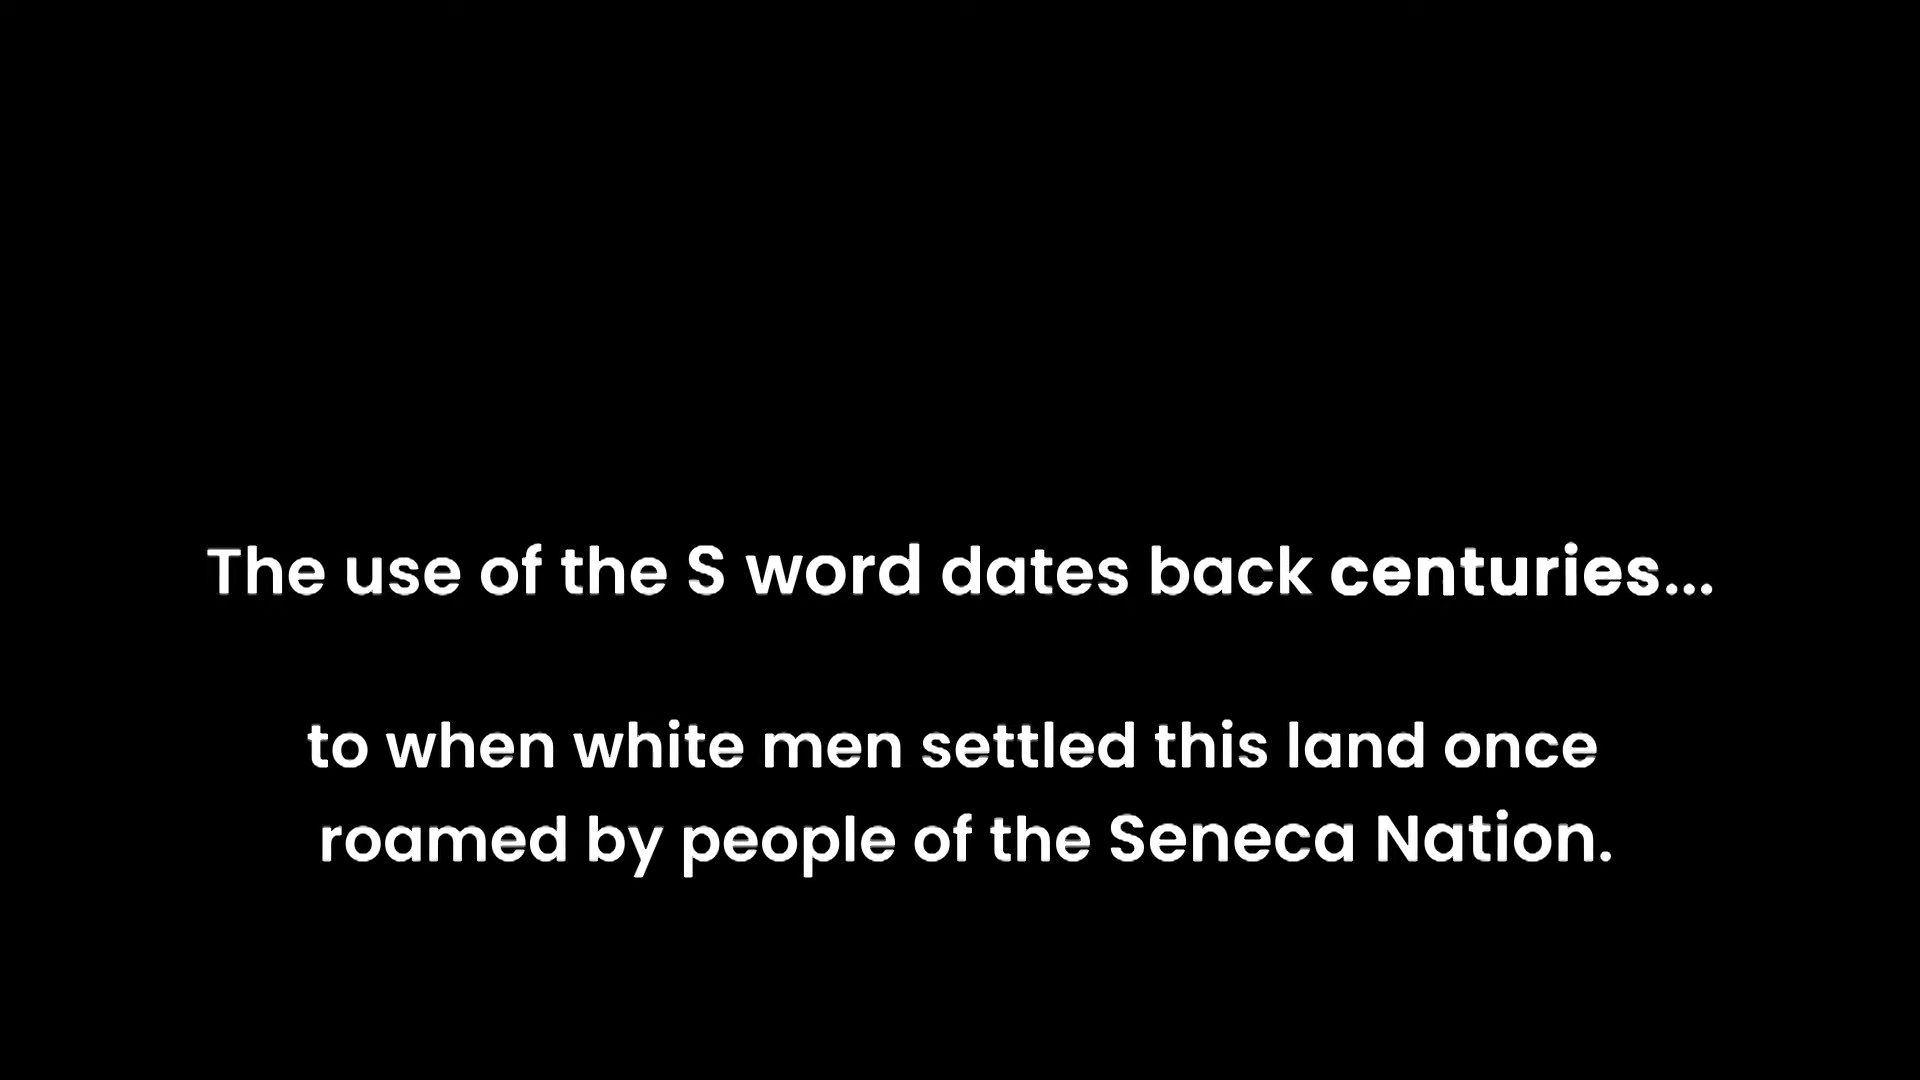 The use of the S word dates back centuries...
to when white men settled this land once
roamed by people of the Seneca Nation.